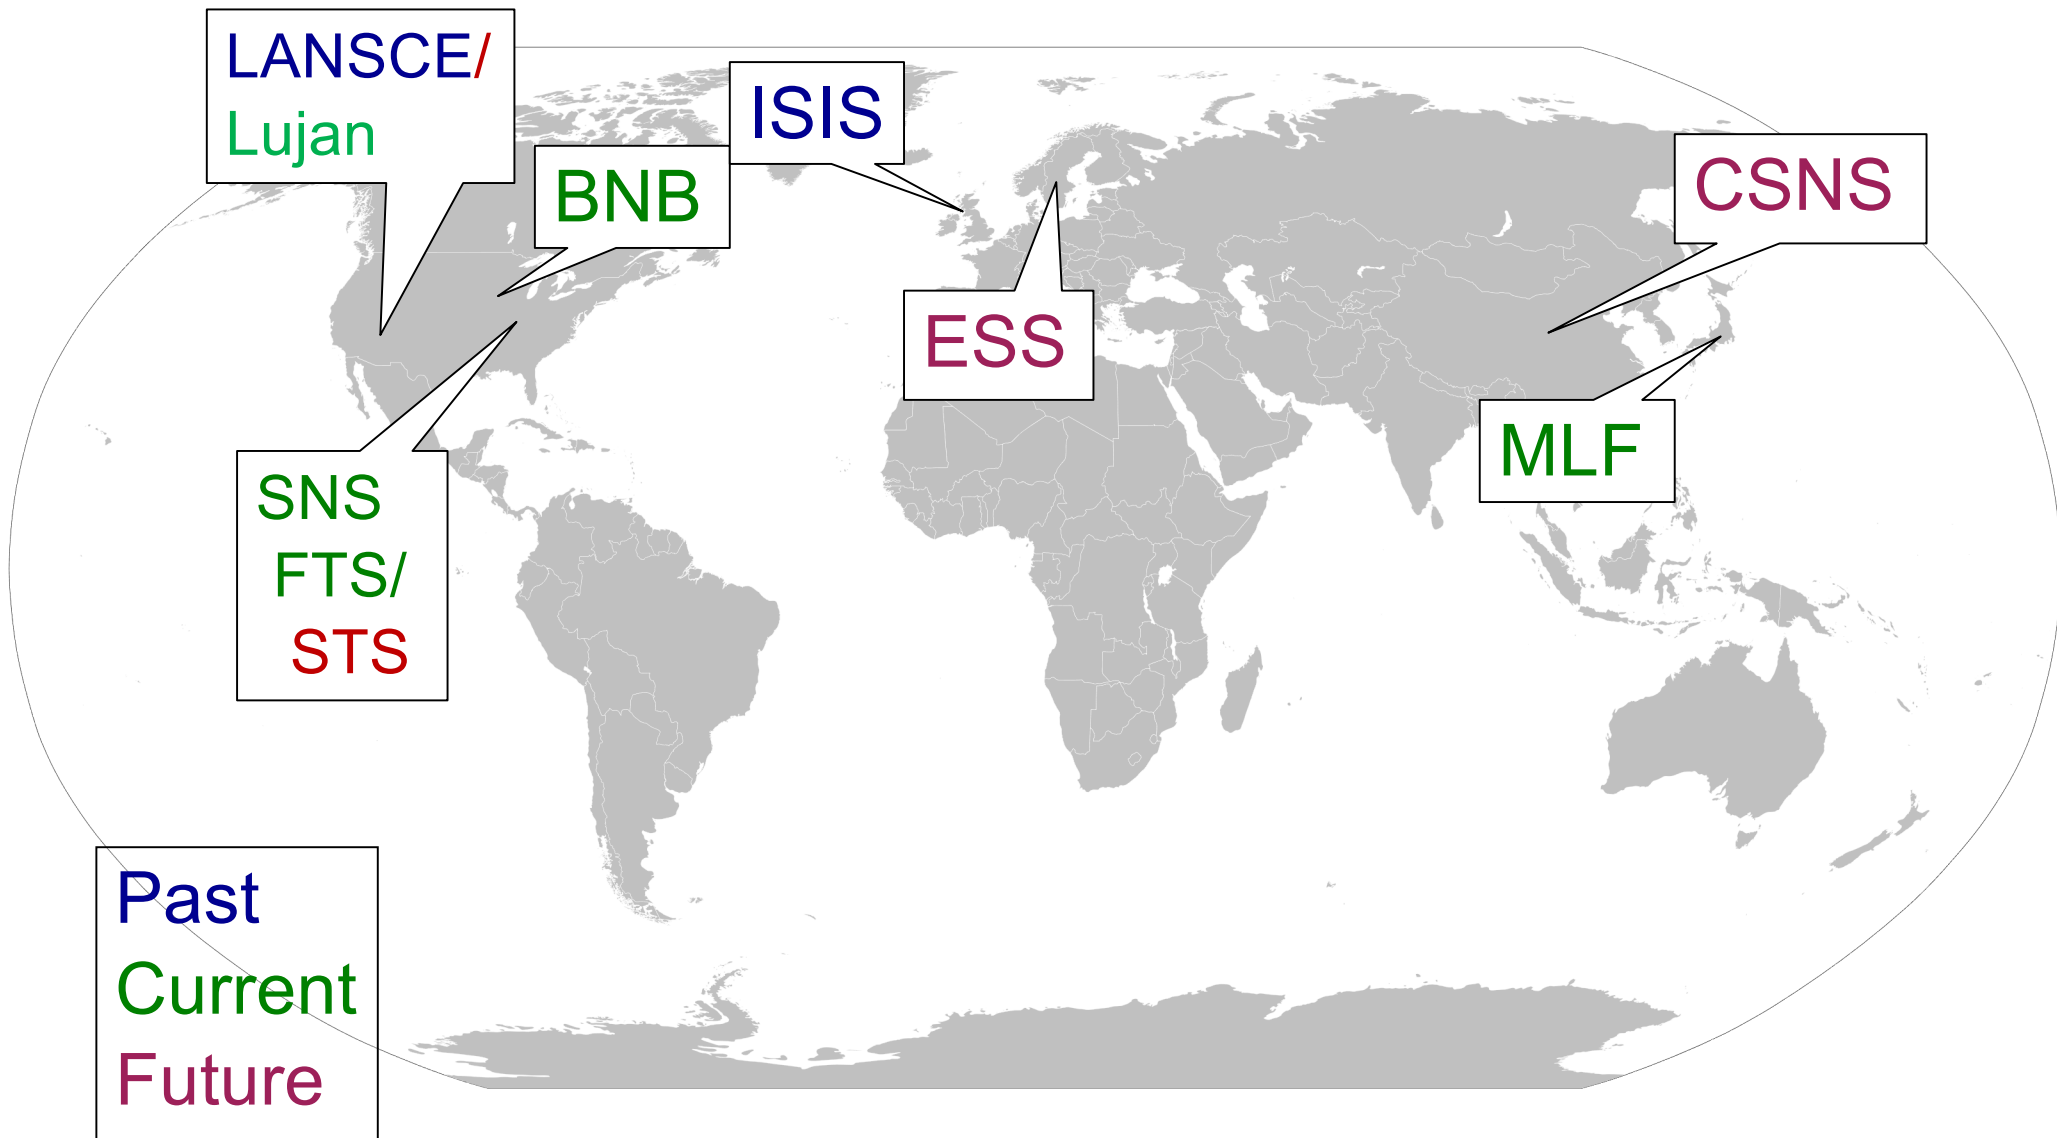 LANSCE/
Lujan
BNB
ISIS
CSNS
ESS
MLF
SNS
FTS/
STS
Past
Current
Future